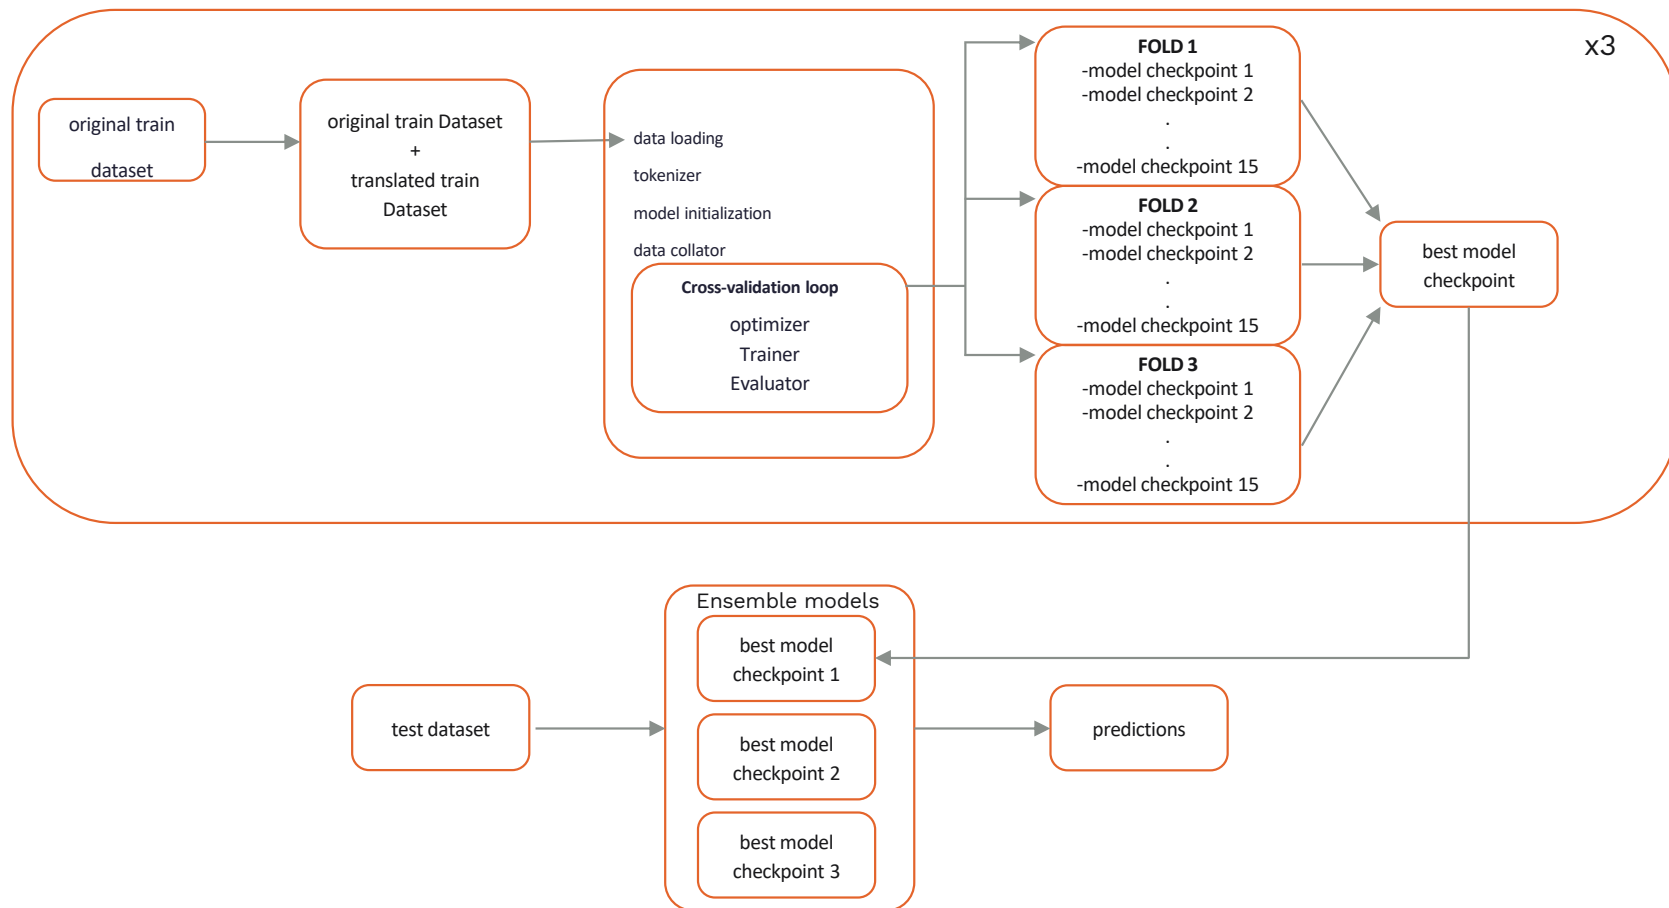 x3
original train
dataset
original train Dataset
+
translated train
Dataset
data loading
tokenizer
model initialization
data collator
Cross-validation loop
optimizer
Trainer
Evaluator
FOLD 1
-model checkpoint 1
-model checkpoint 2
.
.
-model checkpoint 15
FOLD 2
-model checkpoint 1
-model checkpoint 2
.
.
-model checkpoint 15
FOLD 3
-model checkpoint 1
-model checkpoint 2
.
.
-model checkpoint 15
best model
checkpoint
Ensemble models
best model
checkpoint 1
best model
checkpoint 2
best model
checkpoint 3
test dataset
predictions